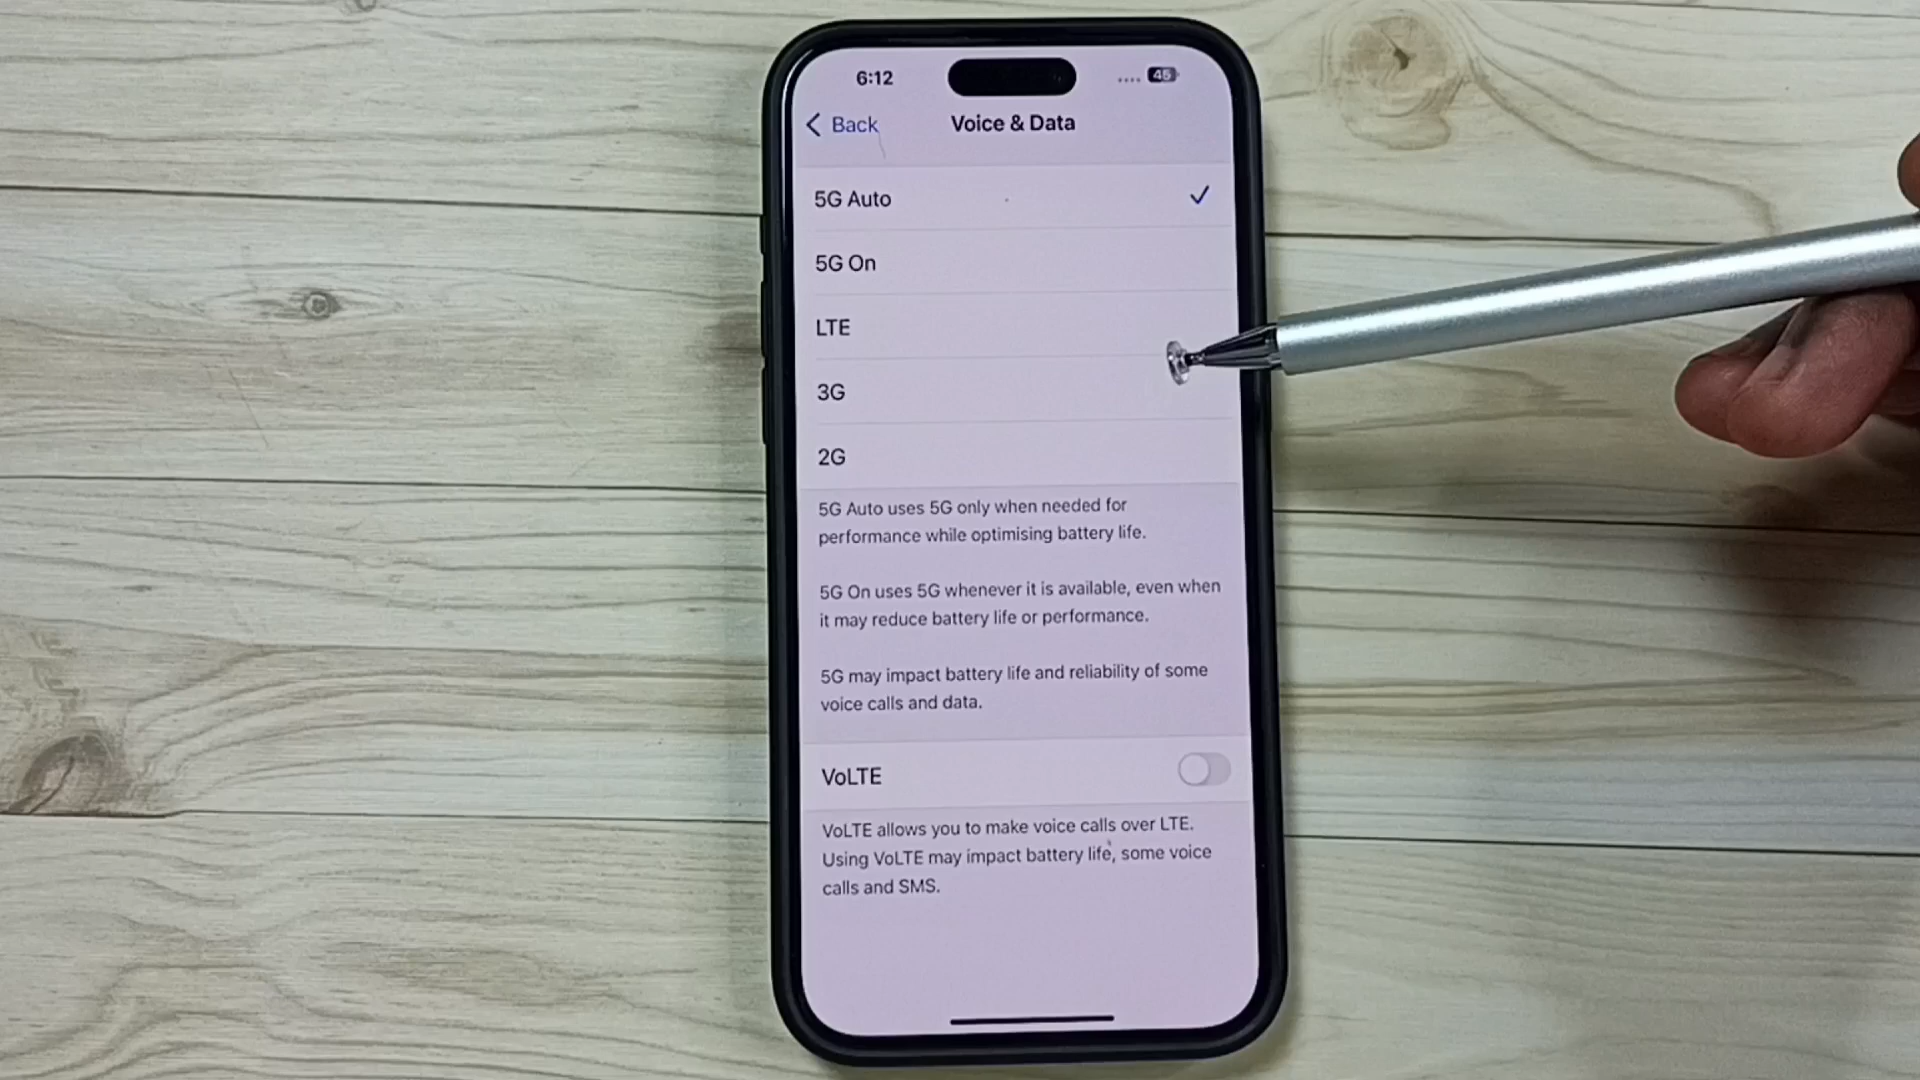 6:12
45
Back
Voice & Data
5G Auto
5G On
LTE
3G
2G
5G Auto uses 5G only when needed for
performance while optimising battery life.
5G On uses 5G whenever it is available, even when
it may reduce battery life or performance.
5G may impact battery life and reliability of some
voice calls and data.
VoLTE
VoLTE allows you to make voice calls over LTE.
Using VoLTE may impact battery life, some voice
calls and SMS.